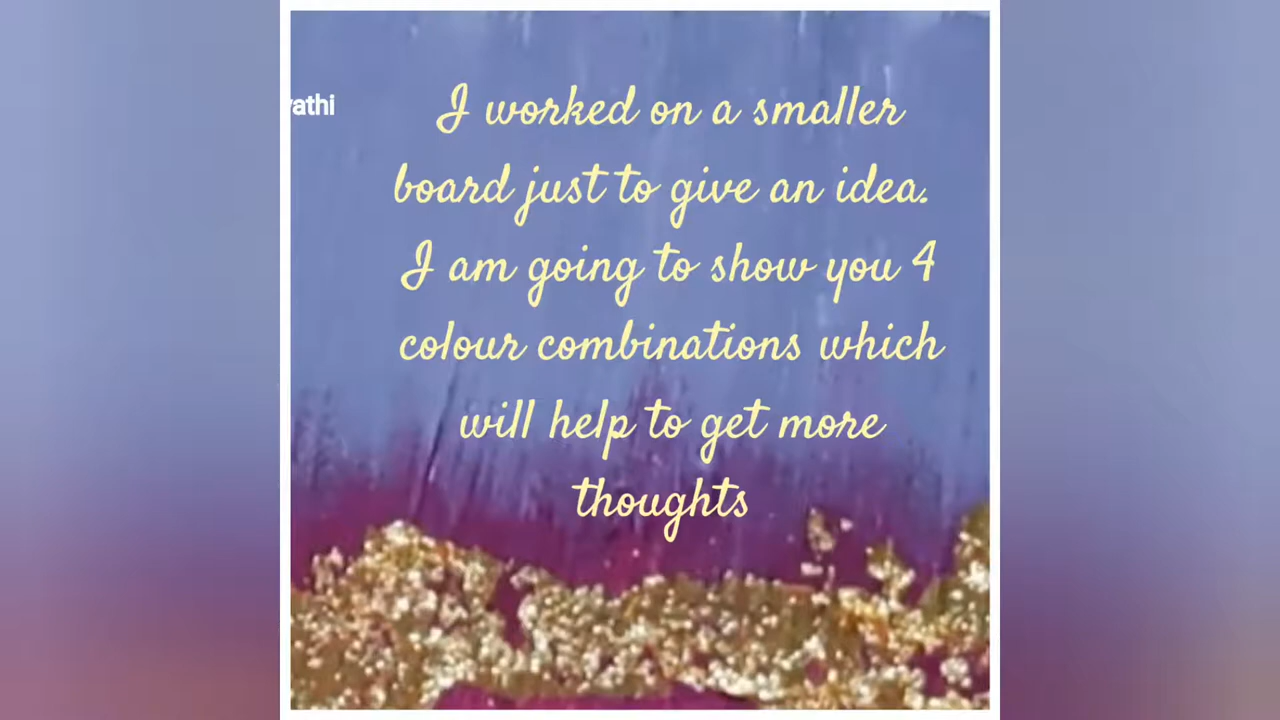 I worked on a smaller
board just to give an idea.
I am going to show you 4
colour combinations which
will help to get more
thoughts